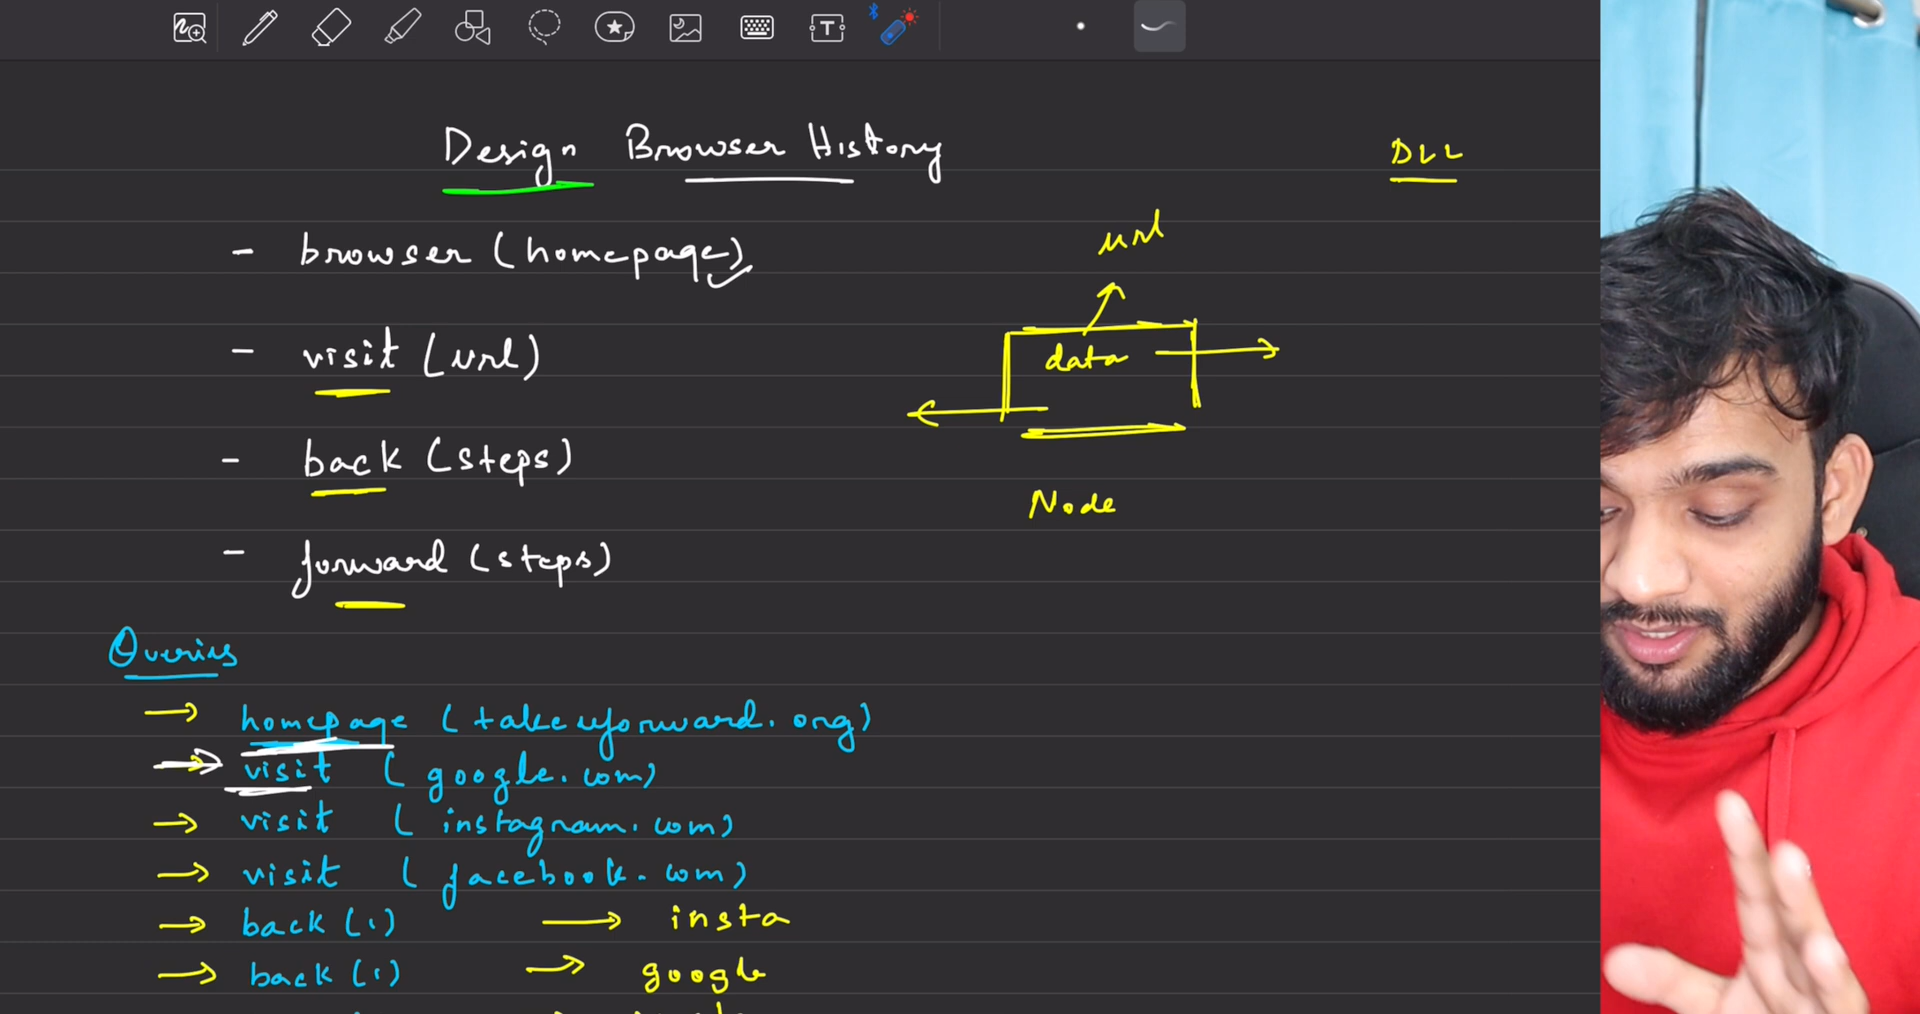 Design Browser History
DLL
- browser (homepage)
- visit (url)
- back (steps)
- forward (steps)
url
data
Node
Queries
→ homepage (takeuforward.org)
→ visit (google.com)
→ visit (instagram.com)
→ visit (facebook.com)
→ back (1) → insta
→ back (1) → google